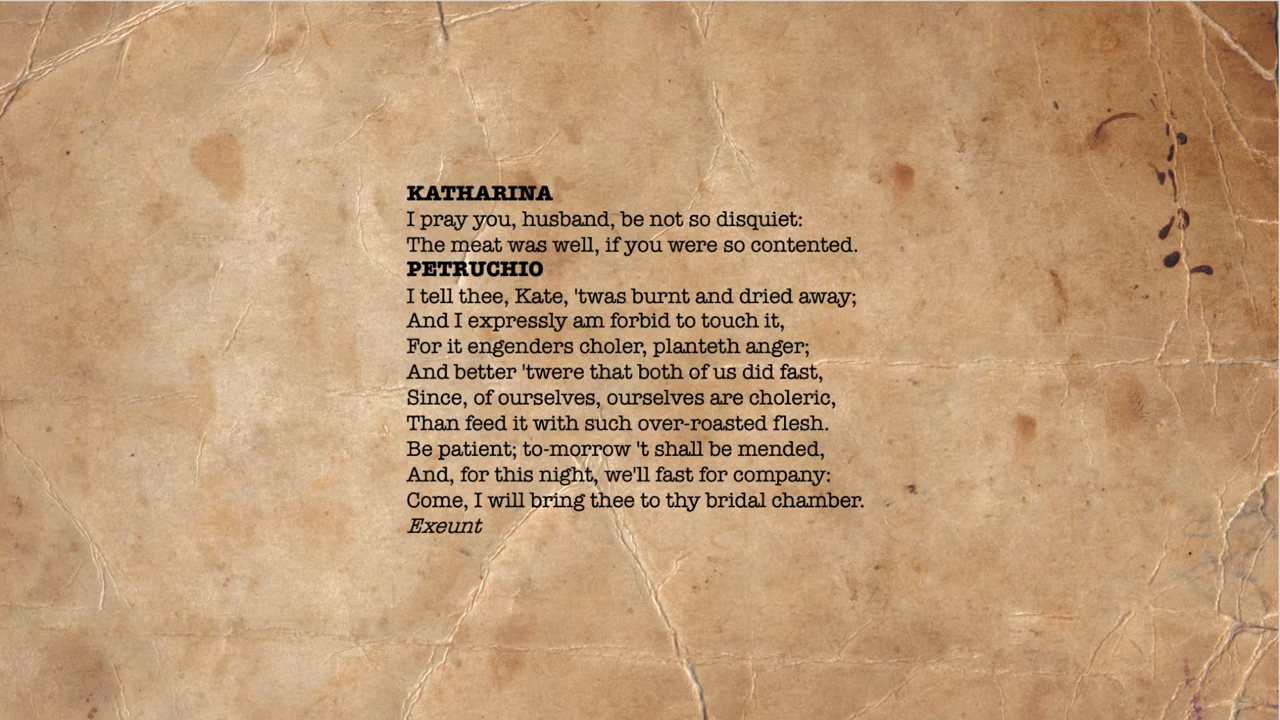 KATHARINA
I pray you, husband, be not so disquiet:
The meat was well, if you were so contented.
PETRUCHIO
I tell thee, Kate, 'twas burnt and dried away;
And I expressly am forbid to touch it,
For it engenders choler, planteth anger;
And better 'twere that both of us did fast,
Since, of ourselves, ourselves are choleric,
Than feed it with such over-roasted flesh.
Be patient; to-morrow 't shall be mended,
And, for this night, we'll fast for company:
Come, I will bring thee to thy bridal chamber.
Exeunt